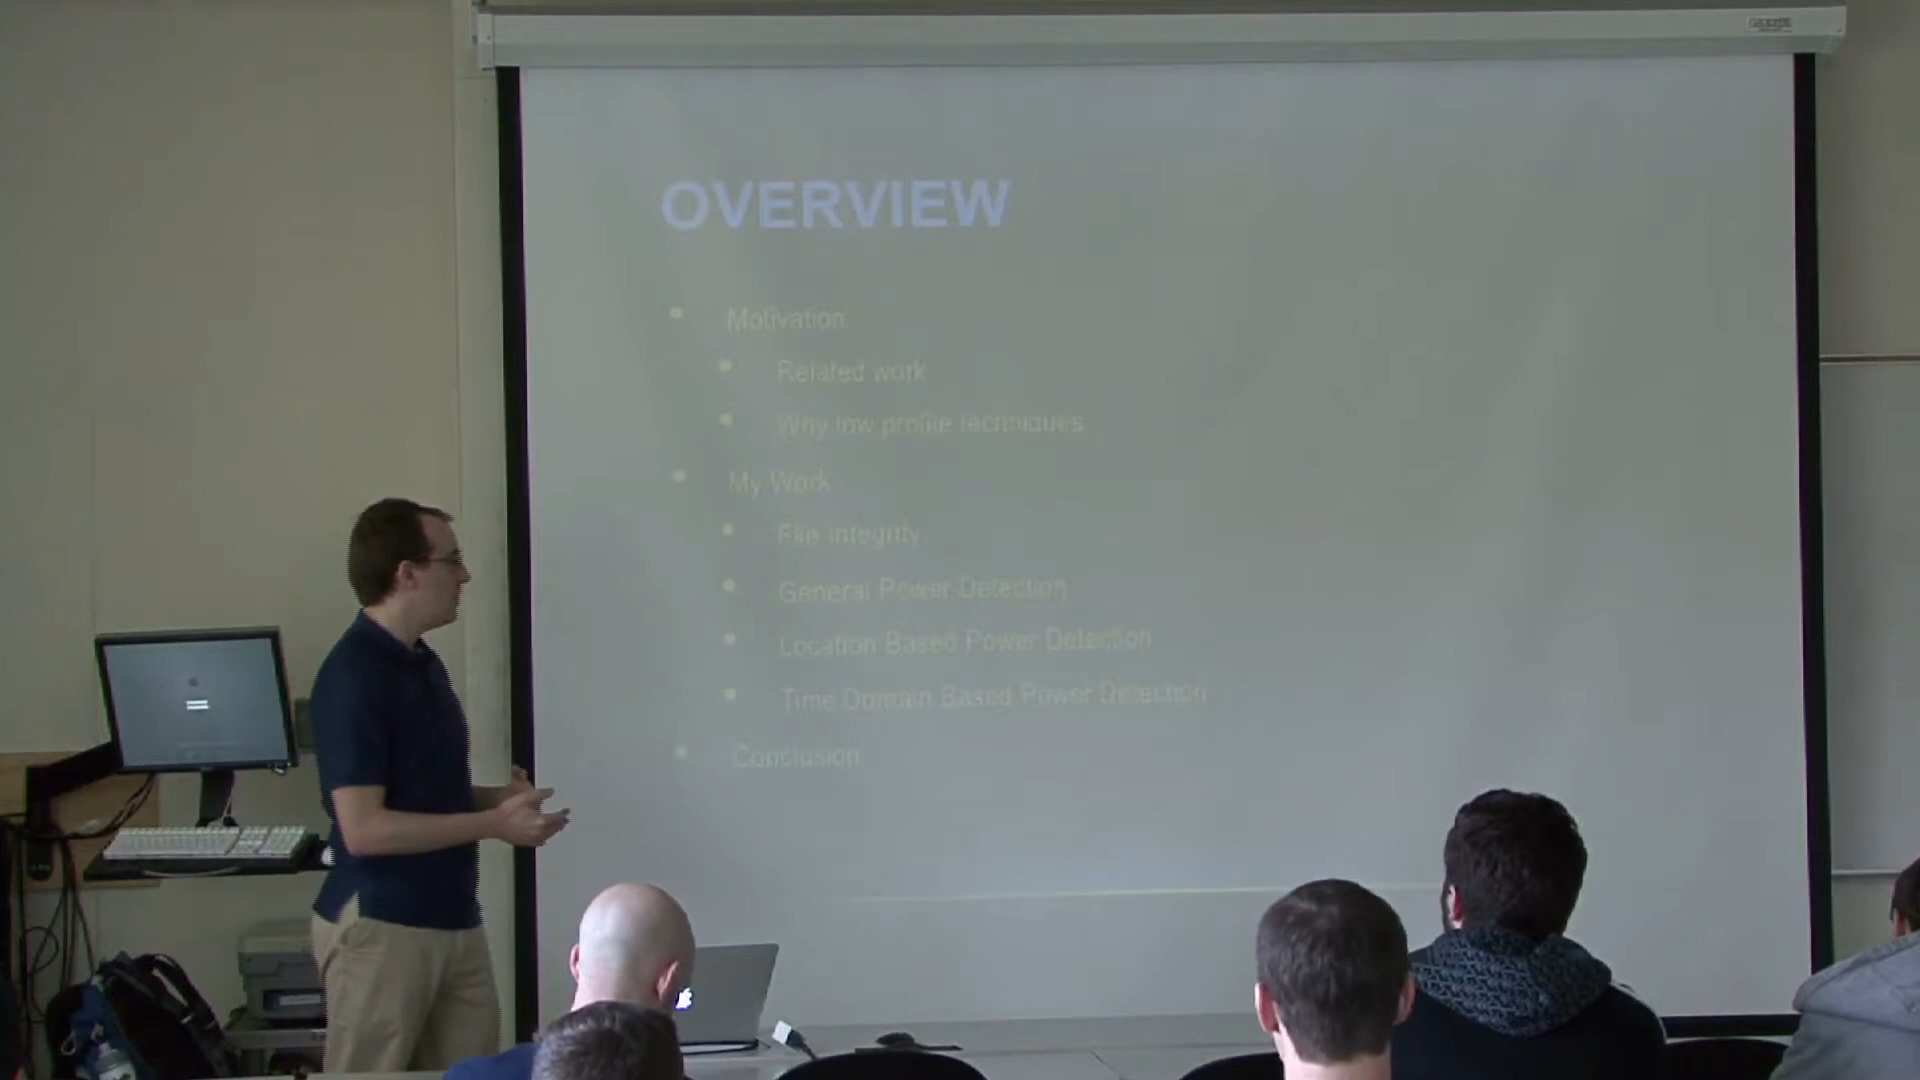 OVERVIEW
Motivation
Related work
Why low profile techniques
My Work
File integrity
General Power Detection
Location Based Power Detection
Time Domain Based Power Detection
Conclusion